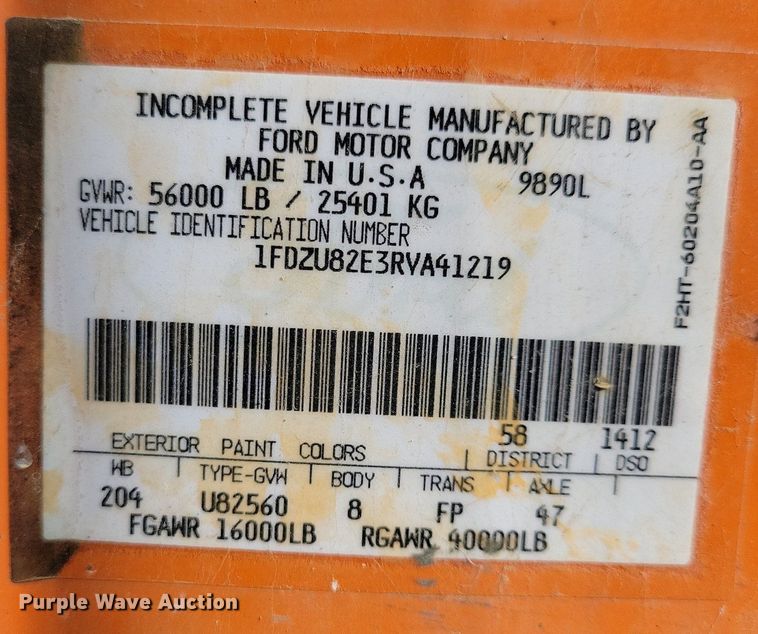 INCOMPLETE VEHICLE MANUFACTURED BY
FORD MOTOR COMPANY
MADE IN U.S.A 9890L
GVWR: 56000 LB / 25401 KG
VEHICLE IDENTIFICATION NUMBER
1FDZU82E3RVA41219
F2HT-60204A10-AA
58 1412
EXTERIOR PAINT COLORS DISTRICT DSO
WB TYPE-GVW BODY TRANS AXLE
204 U82560 8 FP 47
FGAWR 16000LB RGAWR 40000LB
Purple Wave Auction